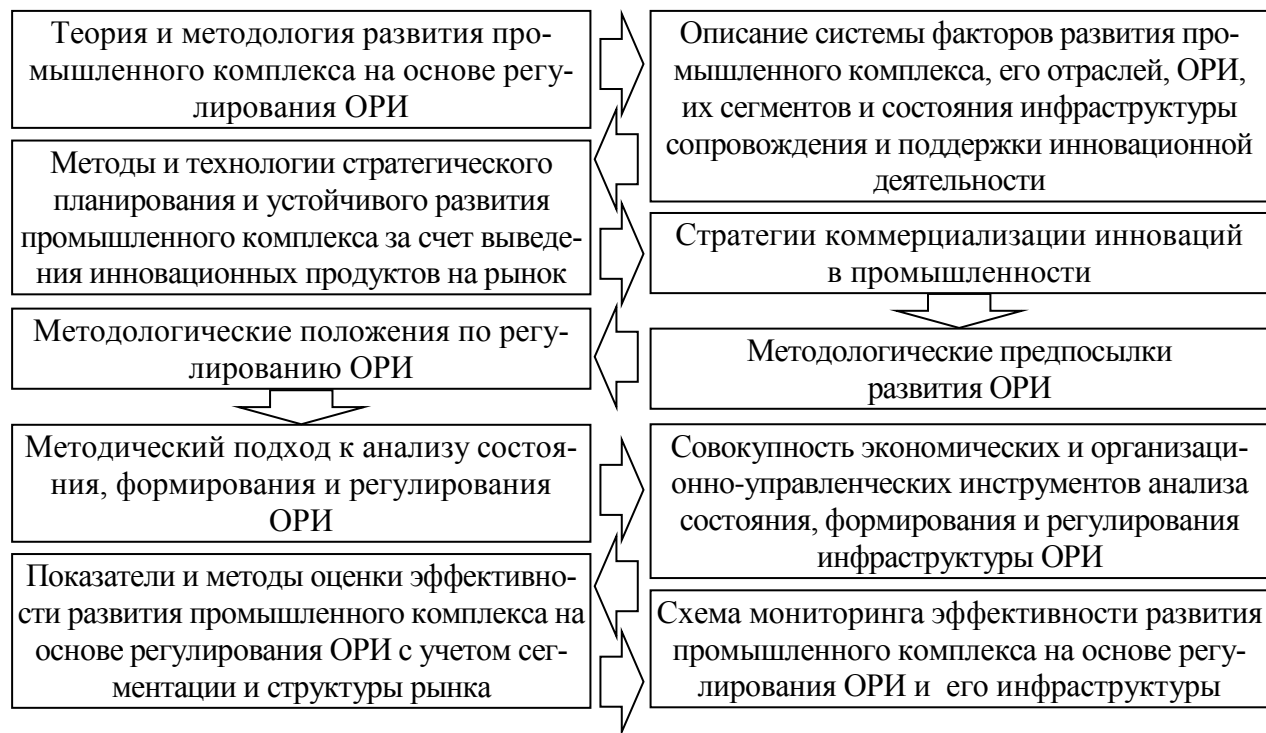 Теория и методология развития про-
мышленного комплекса на основе регу-
лирования ОРИ
Описание системы факторов развития про-
мышленного комплекса, его отраслей, ОРИ,
их сегментов и состояния инфраструктуры
сопровождения и поддержки инновационной
деятельности
Методы и технологии стратегического
планирования и устойчивого развития
промышленного комплекса за счет выведе-
ния инновационных продуктов на рынок
Стратегии коммерциализации инноваций
в промышленности
Методологические предпосылки
развития ОРИ
Методологические положения по регу-
лированию ОРИ
Методический подход к анализу состоя-
ния, формирования и регулирования
ОРИ
Совокупность экономических и организаци-
онно-управленческих инструментов анализа
состояния, формирования и регулирования
инфраструктуры ОРИ
Показатели и методы оценки эффективно-
сти развития промышленного комплекса на
основе регулирования ОРИ с учетом сег-
ментации и структуры рынка
Схема мониторинга эффективности развития
промышленного комплекса на основе регу-
лирования ОРИ и его инфраструктуры